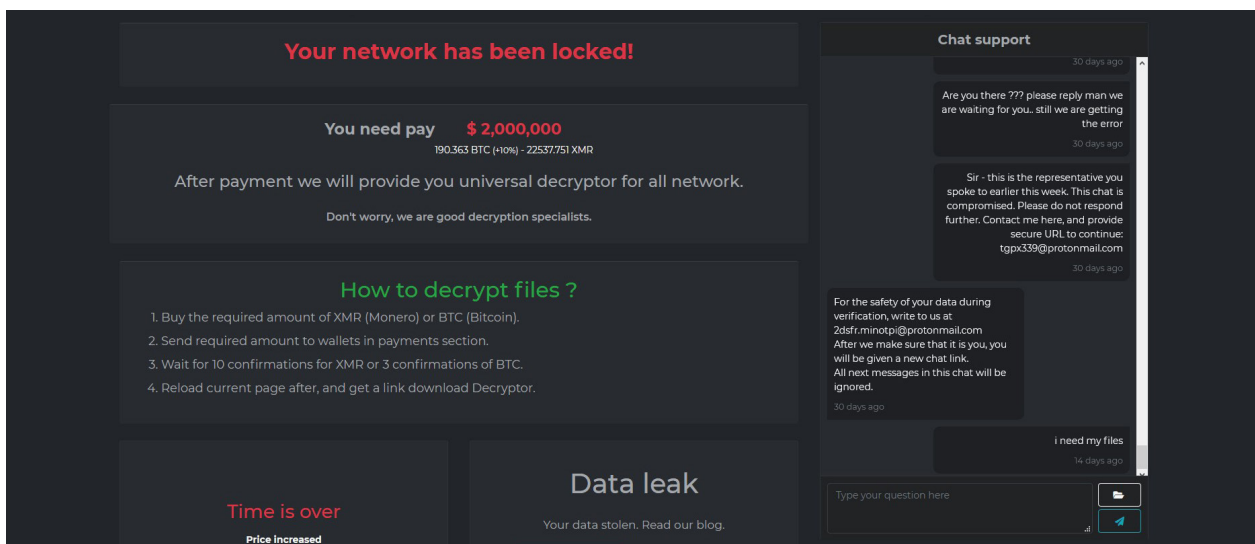 Your network has been locked!
You need pay $ 2,000,000
190.363 BTC (+10%) - 22537.751 XMR
After payment we will provide you universal decryptor for all network.
Don't worry, we are good decryption specialists.
How to decrypt files ?
1. Buy the required amount of XMR (Monero) or BTC (Bitcoin).
2. Send required amount to wallets in payments section.
3. Wait for 10 confirmations for XMR or 3 confirmations of BTC.
4. Reload current page after, and get a link download Decryptor.
Time is over
Price increased
Data leak
Your data stolen. Read our blog.
Chat support
30 days ago
Are you there ??? please reply man we
are waiting for you.. still we are getting
the error
30 days ago
Sir - this is the representative you
spoke to earlier this week. This chat is
compromised. Please do not respond
further. Contact me here, and provide
secure URL to continue:
tgpx339@protonmail.com
30 days ago
For the safety of your data during
verification, write to us at
2dsfr.minotpi@protonmail.com
After we make sure that it is you, you
will be given a new chat link.
All next messages in this chat will be
ignored.
30 days ago
i need my files
14 days ago
Type your question here